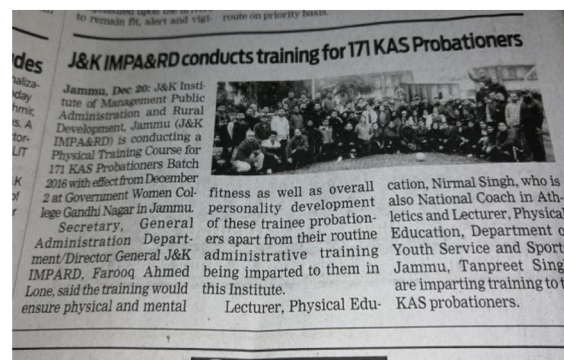 to remain fit, alert and vigi-
route on priority basis.
J&K IMPA&RD conducts training for 171 KAS Probationers
Jammu, Dec 20: J&K Insti-
tute of Management Public
Administration and Rural
Development, Jammu (J&K
IMPA&RD) is conducting a
Physical Training Course for
171 KAS Probationers Batch
2016 with effect from December
2 at Government Women Col-
lege Gandhi Nagar in Jammu.
Secretary, General
Administration Depart-
ment/Director General J&K
IMPARD, Farooq Ahmed
Lone, said the training would
ensure physical and mental
fitness as well as overall
personality development
of these trainee probation-
ers apart from their routine
administrative training
being imparted to them in
this Institute.
Lecturer, Physical Edu-
cation, Nirmal Singh, who is
also National Coach in Ath-
letics and Lecturer, Physical
Education, Department o
Youth Service and Sport
Jammu, Tanpreet Sing
are imparting training to t
KAS probationers.